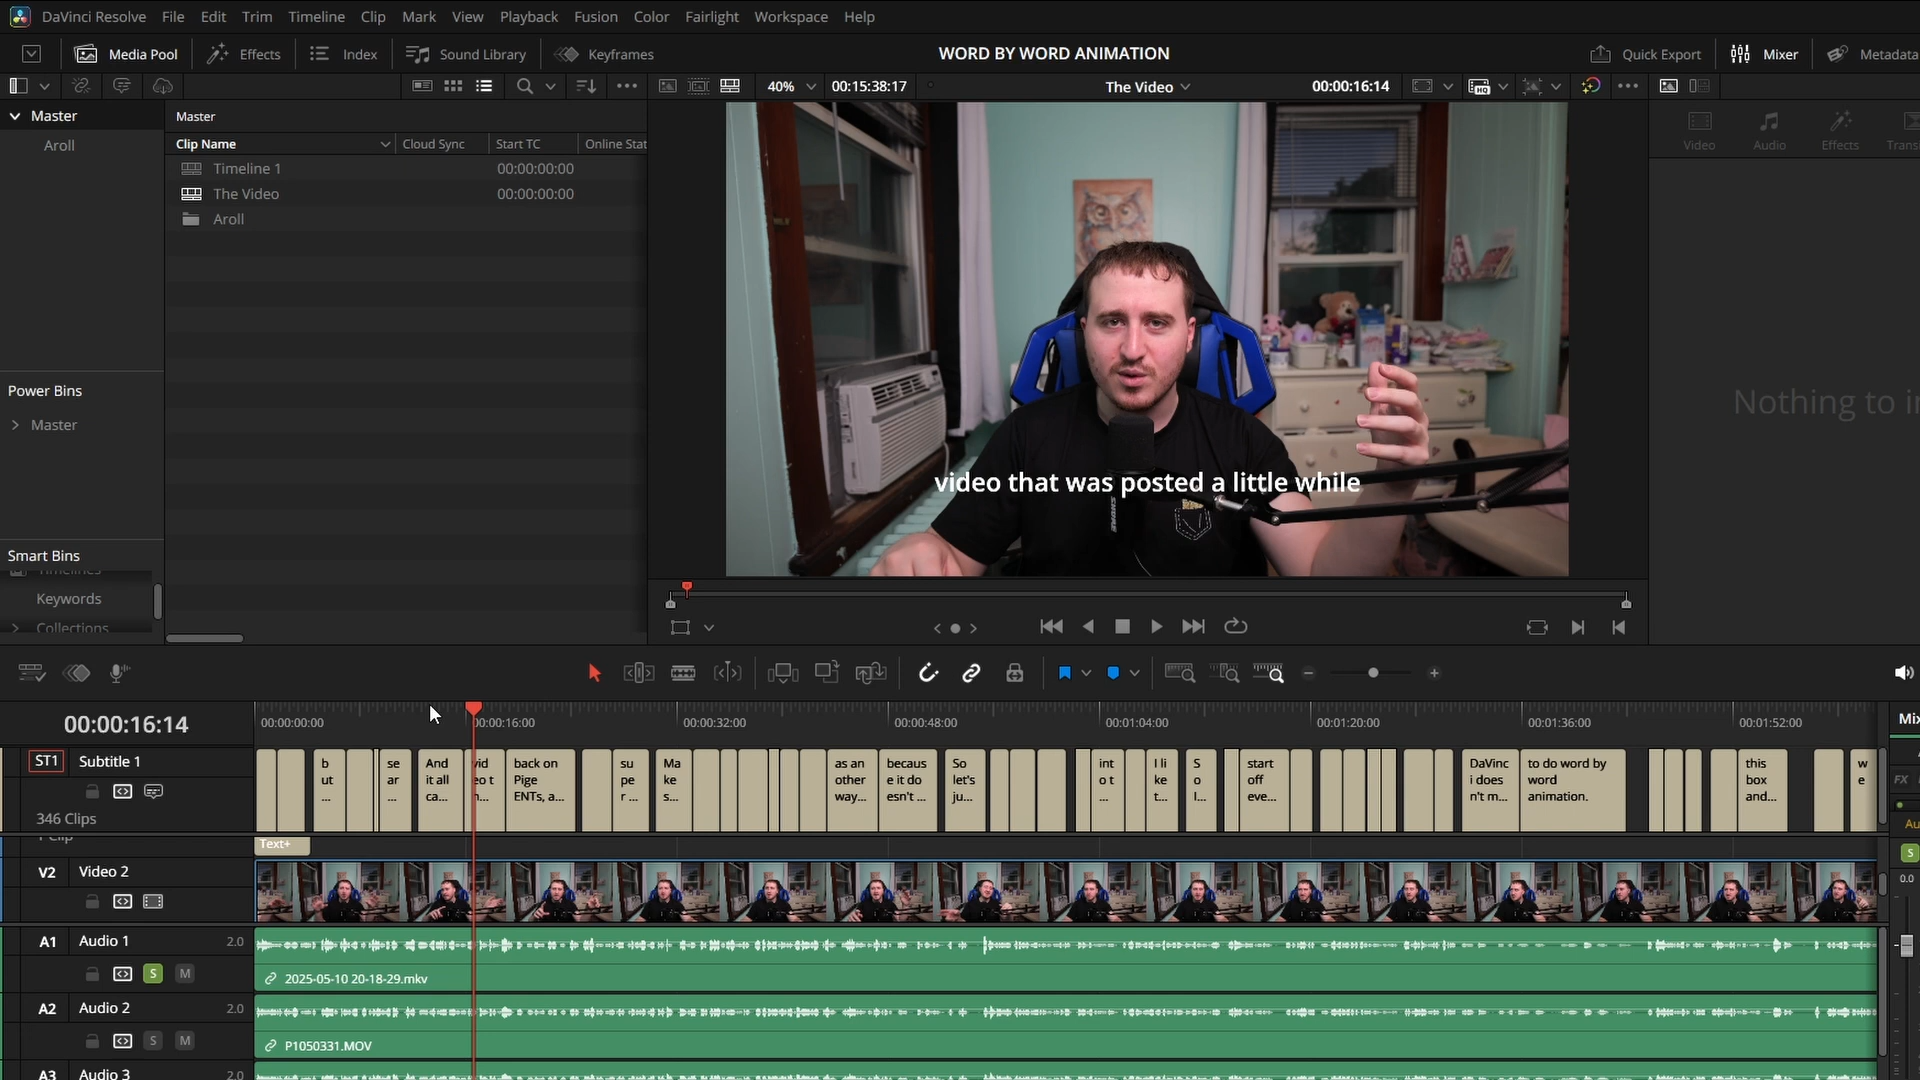 DaVinci Resolve File Edit Trim Timeline Clip Mark View Playback Fusion Color Fairlight Workspace Help
Media Pool Effects Index Sound Library Keyframes WORD BY WORD ANIMATION Quick Export Mixer Metadata
40% 00:15:38:17 The Video 00:00:16:14
Master
Aroll
Master
Clip Name Cloud Sync Start TC Online Stat
Timeline 1 00:00:00:00
The Video 00:00:00:00
Aroll
Power Bins
Master
Smart Bins
Timelines
Keywords
Collections
Video Audio Effects Transi
Nothing to in
video that was posted a little while
SHURE
00:00:16:14
00:00:00:00 00:00:16:00 00:00:32:00 00:00:48:00 00:01:04:00 00:01:20:00 00:01:36:00 00:01:52:00
Mix
ST1 Subtitle 1
346 Clips
b
ut
...
se
ar
...
And
it all
ca...
vid
eo t
h...
back on
Pige
ENTs, a...
su
pe
r ...
Ma
ke
s...
as an
other
way...
becaus
e it do
esn't ...
So
let's
ju...
int
o t
...
I li
ke
t...
S
o
l...
start
off
eve...
DaVinc
i does
n't m...
to do word by
word
animation.
this
box
and...
w
e
FX
Au
1 Clip
Text+
V2 Video 2
S
0.0
A1 Audio 1 2.0
S M
2025-05-10 20-18-29.mkv
A2 Audio 2 2.0
S M
P1050331.MOV
A3 Audio 3 2.0